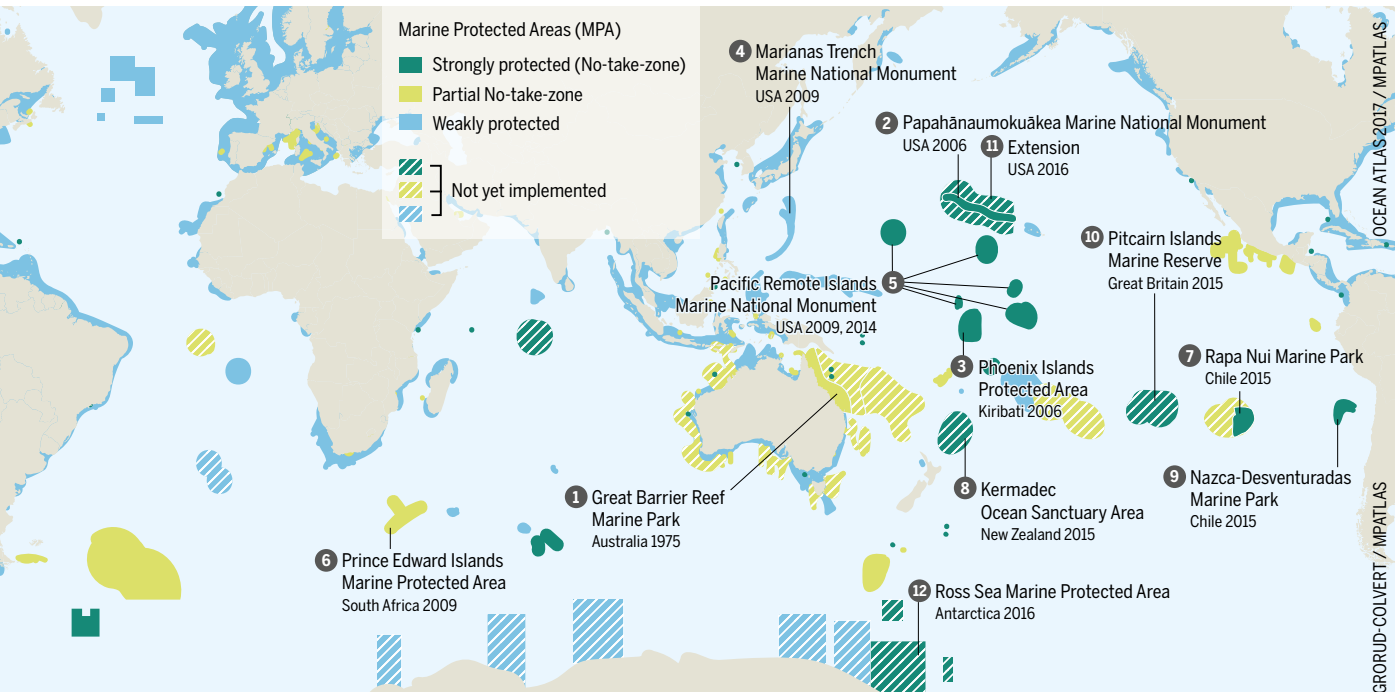 Marine Protected Areas (MPA)
Strongly protected (No-take-zone)
Partial No-take-zone
Weakly protected
Not yet implemented
4 Marianas Trench
Marine National Monument
USA 2009
2 Papahānaumokuākea Marine National Monument
USA 2006
11 Extension
USA 2016
10 Pitcairn Islands
Marine Reserve
Great Britain 2015
Pacific Remote Islands 5
Marine National Monument
USA 2009, 2014
3 Phoenix Islands
Protected Area
Kiribati 2006
7 Rapa Nui Marine Park
Chile 2015
1 Great Barrier Reef
Marine Park
Australia 1975
8 Kermadec
Ocean Sanctuary Area
New Zealand 2015
9 Nazca-Desventuradas
Marine Park
Chile 2015
6 Prince Edward Islands
Marine Protected Area
South Africa 2009
12 Ross Sea Marine Protected Area
Antarctica 2016
OCEAN ATLAS 2017 / MPATLAS
GRORUD-COLVERT / MPATLAS